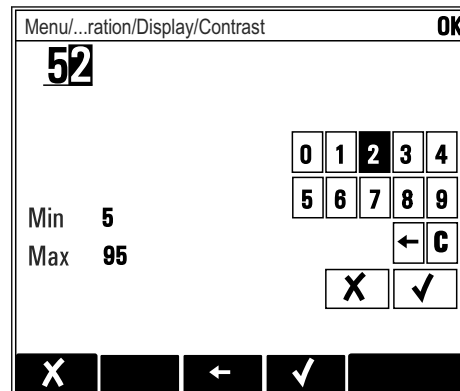 Menu/...ration/Display/Contrast OK
52
0 1 2 3 4
5 6 7 8 9
Min 5
← C
Max 95
X ✓
X ← ✓